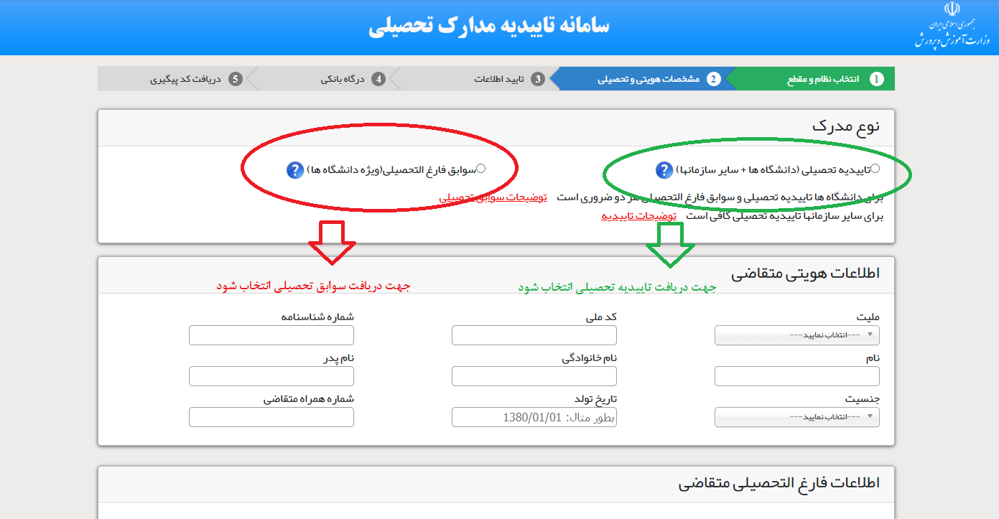 جمهوری اسلامی ایران
وزارت آموزش و پرورش
سامانه تاییدیه مدارک تحصیلی
1 انتخاب نظام و مقطع
2 مشخصات هویتی و تحصیلی
3 تایید اطلاعات
4 درگاه بانکی
5 دریافت کد پیگیری
نوع مدرک
تاییدیه تحصیلی (دانشگاه ها + سایر سازمانها) ?
سوابق فارغ التحصیلی(ویژه دانشگاه ها) ?
برای دانشگاه ها تاییدیه تحصیلی و سوابق فارغ التحصیلی هر دو ضروری است توضیحات سوابق تحصیلی
برای سایر سازمانها تاییدیه تحصیلی کافی است توضیحات تاییدیه
اطلاعات هویتی متقاضی
جهت دریافت تاییدیه تحصیلی انتخاب شود
جهت دریافت سوابق تحصیلی انتخاب شود
ملیت
کد ملی
شماره شناسنامه
---انتخاب نمایید---
نام
نام خانوادگی
نام پدر
جنسیت
تاریخ تولد
شماره همراه متقاضی
---انتخاب نمایید---
بطور مثال: 1380/01/01
اطلاعات فارغ التحصیلی متقاضی